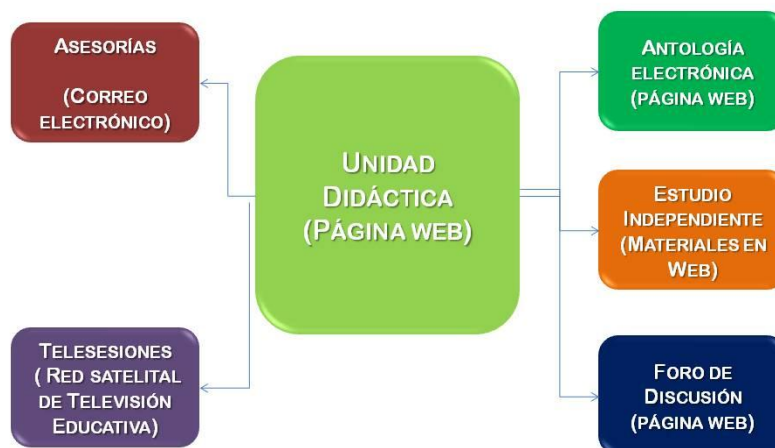 ASESORÍAS
(CORREO
ELECTRÓNICO)
TELESESIONES
( RED SATELITAL
DE TELEVISIÓN
EDUCATIVA)
UNIDAD
DIDÁCTICA
(PÁGINA WEB)
ANTOLOGÍA
ELECTRÓNICA
(PÁGINA WEB)
ESTUDIO
INDEPENDIENTE
(MATERIALES EN
WEB)
FORO DE
DISCUSIÓN
(PÁGINA WEB)